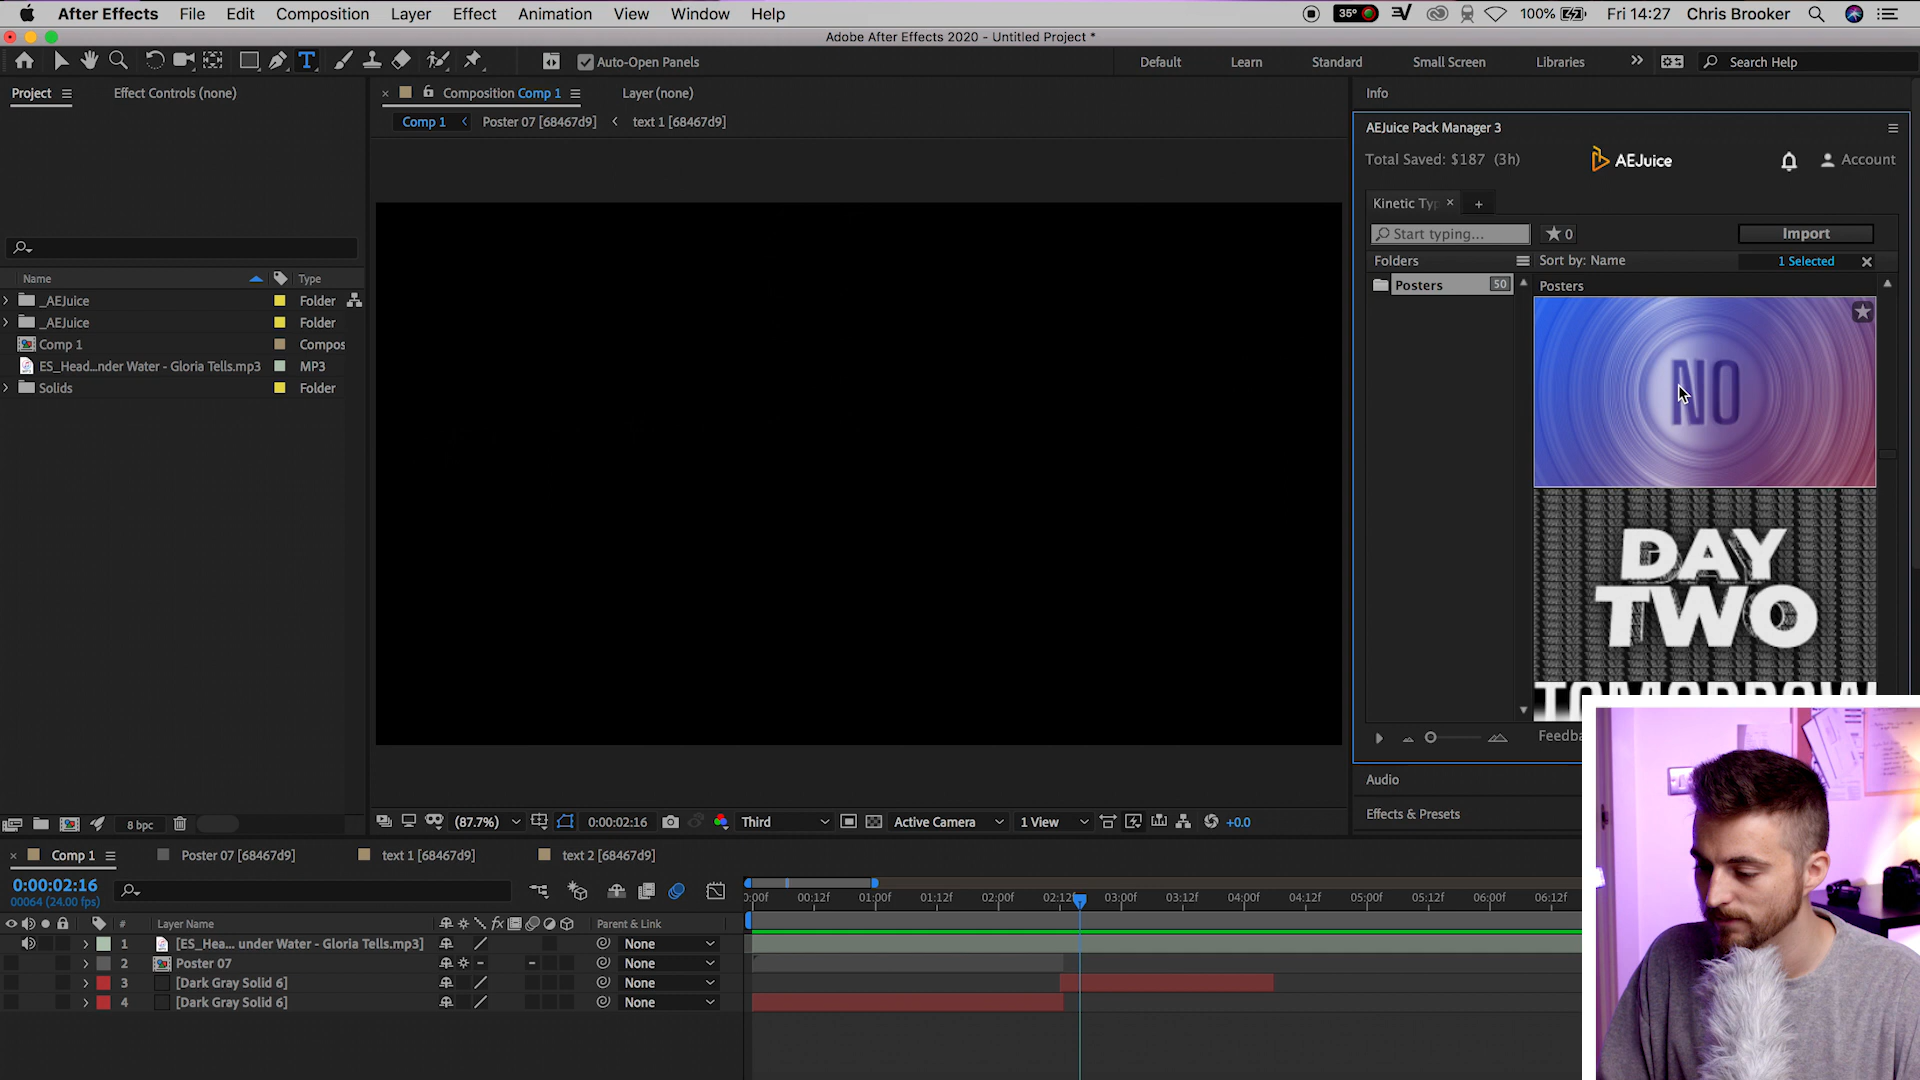 After Effects File Edit Composition Layer Effect Animation View Window Help 35° 100% Fri 14:27 Chris Brooker
Adobe After Effects 2020 - Untitled Project *
T Auto-Open Panels Default Learn Standard Small Screen Libraries Search Help
Project Effect Controls (none) Composition Comp 1 Layer (none) Info
Comp 1 Poster 07 [68467d9] text 1 [68467d9]
AEJuice Pack Manager 3
Total Saved: $187 (3h) AEJuice Account
Kinetic Typ
Start typing... 0 Import
Folders Sort by: Name 1 Selected
Posters 50 Posters
NO
DAY
TWO
TOMORROW
Feedba
Name Type
_AEJuice Folder
_AEJuice Folder
Comp 1 Compos
ES_Head...nder Water - Gloria Tells.mp3 MP3
Solids Folder
Audio
Effects & Presets
8 bpc (87.7%) 0:00:02:16 Third Active Camera 1 View +0.0
Comp 1 Poster 07 [68467d9] text 1 [68467d9] text 2 [68467d9]
0:00:02:16
00064 (24.00 fps)
:00f 00:12f 01:00f 01:12f 02:00f 02:12f 03:00f 03:12f 04:00f 04:12f 05:00f 05:12f 06:00f 06:12f
# Layer Name fx Parent & Link
1 [ES_Hea... under Water - Gloria Tells.mp3] None
2 Poster 07 None
3 [Dark Gray Solid 6] None
4 [Dark Gray Solid 6] None